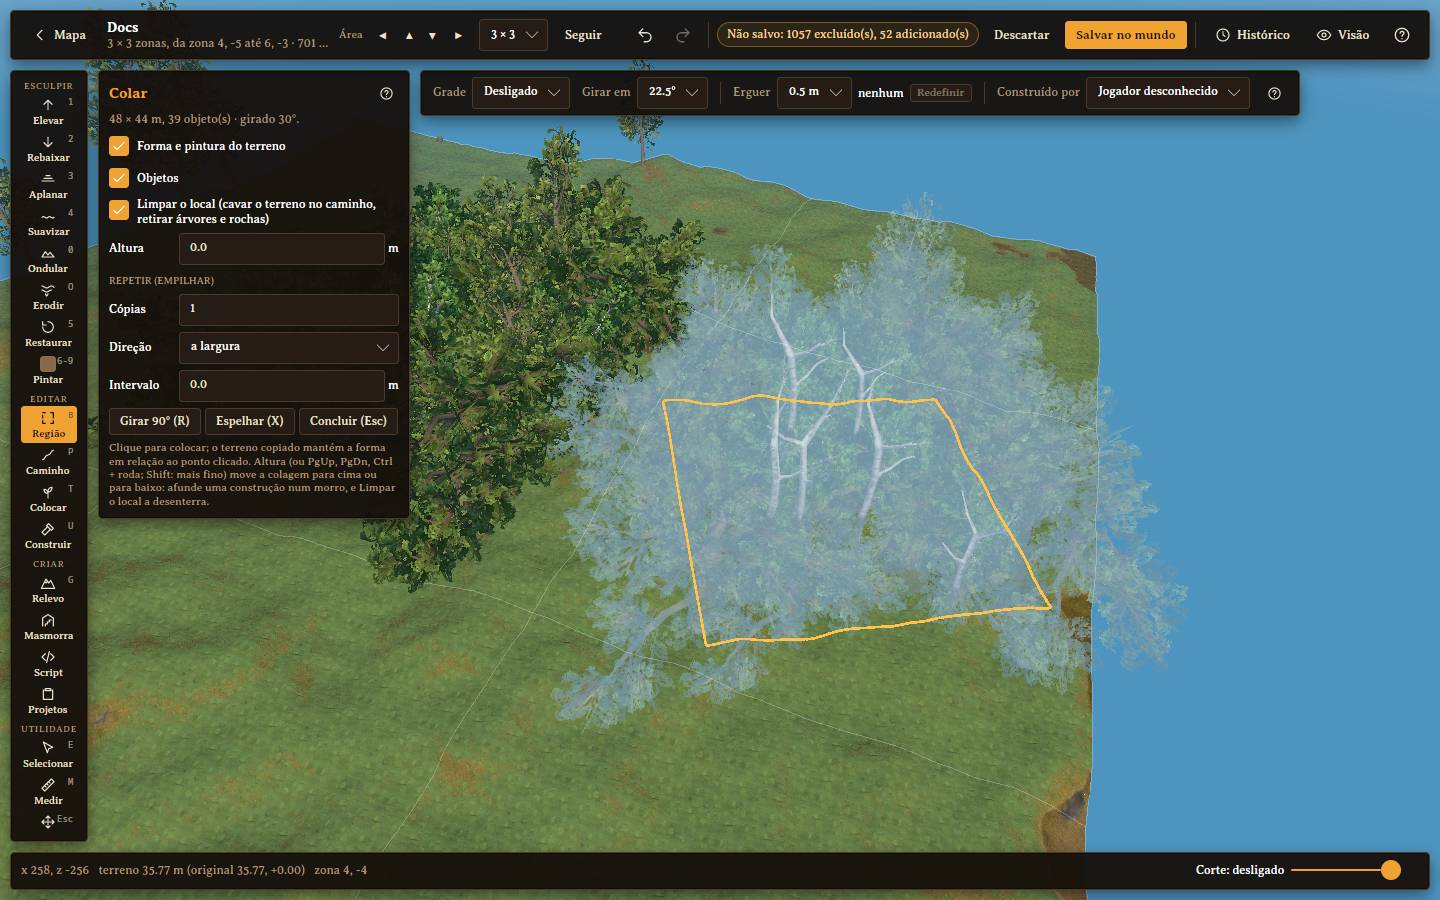 Mapa
Docs
3 × 3 zonas, da zona 4, -5 até 6, -3 · 701 ...
Área
3 × 3
Seguir
Não salvo: 1057 excluído(s), 52 adicionado(s)
Descartar
Salvar no mundo
Histórico
Visão
Grade
Desligado
Girar em
22.5°
Erguer
0.5 m
nenhum
Redefinir
Construído por
Jogador desconhecido
ESCULPIR
1
Elevar
2
Rebaixar
3
Aplanar
4
Suavizar
0
Ondular
O
Erodir
5
Restaurar
6-9
Pintar
EDITAR
B
Região
P
Caminho
T
Colocar
U
Construir
CRIAR
G
Relevo
Masmorra
Script
Projetos
UTILIDADE
E
Selecionar
M
Medir
Esc
Colar
48 × 44 m, 39 objeto(s) · girado 30°.
Forma e pintura do terreno
Objetos
Limpar o local (cavar o terreno no caminho,
retirar árvores e rochas)
Altura
0.0
m
REPETIR (EMPILHAR)
Cópias
1
Direção
a largura
Intervalo
0.0
m
Girar 90° (R)
Espelhar (X)
Concluir (Esc)
Clique para colocar; o terreno copiado mantém a forma
em relação ao ponto clicado. Altura (ou PgUp, PgDn, Ctrl
+ roda; Shift: mais fino) move a colagem para cima ou
para baixo: afunde uma construção num morro, e Limpar
o local a desenterra.
x 258, z -256 terreno 35.77 m (original 35.77, +0.00) zona 4, -4
Corte: desligado